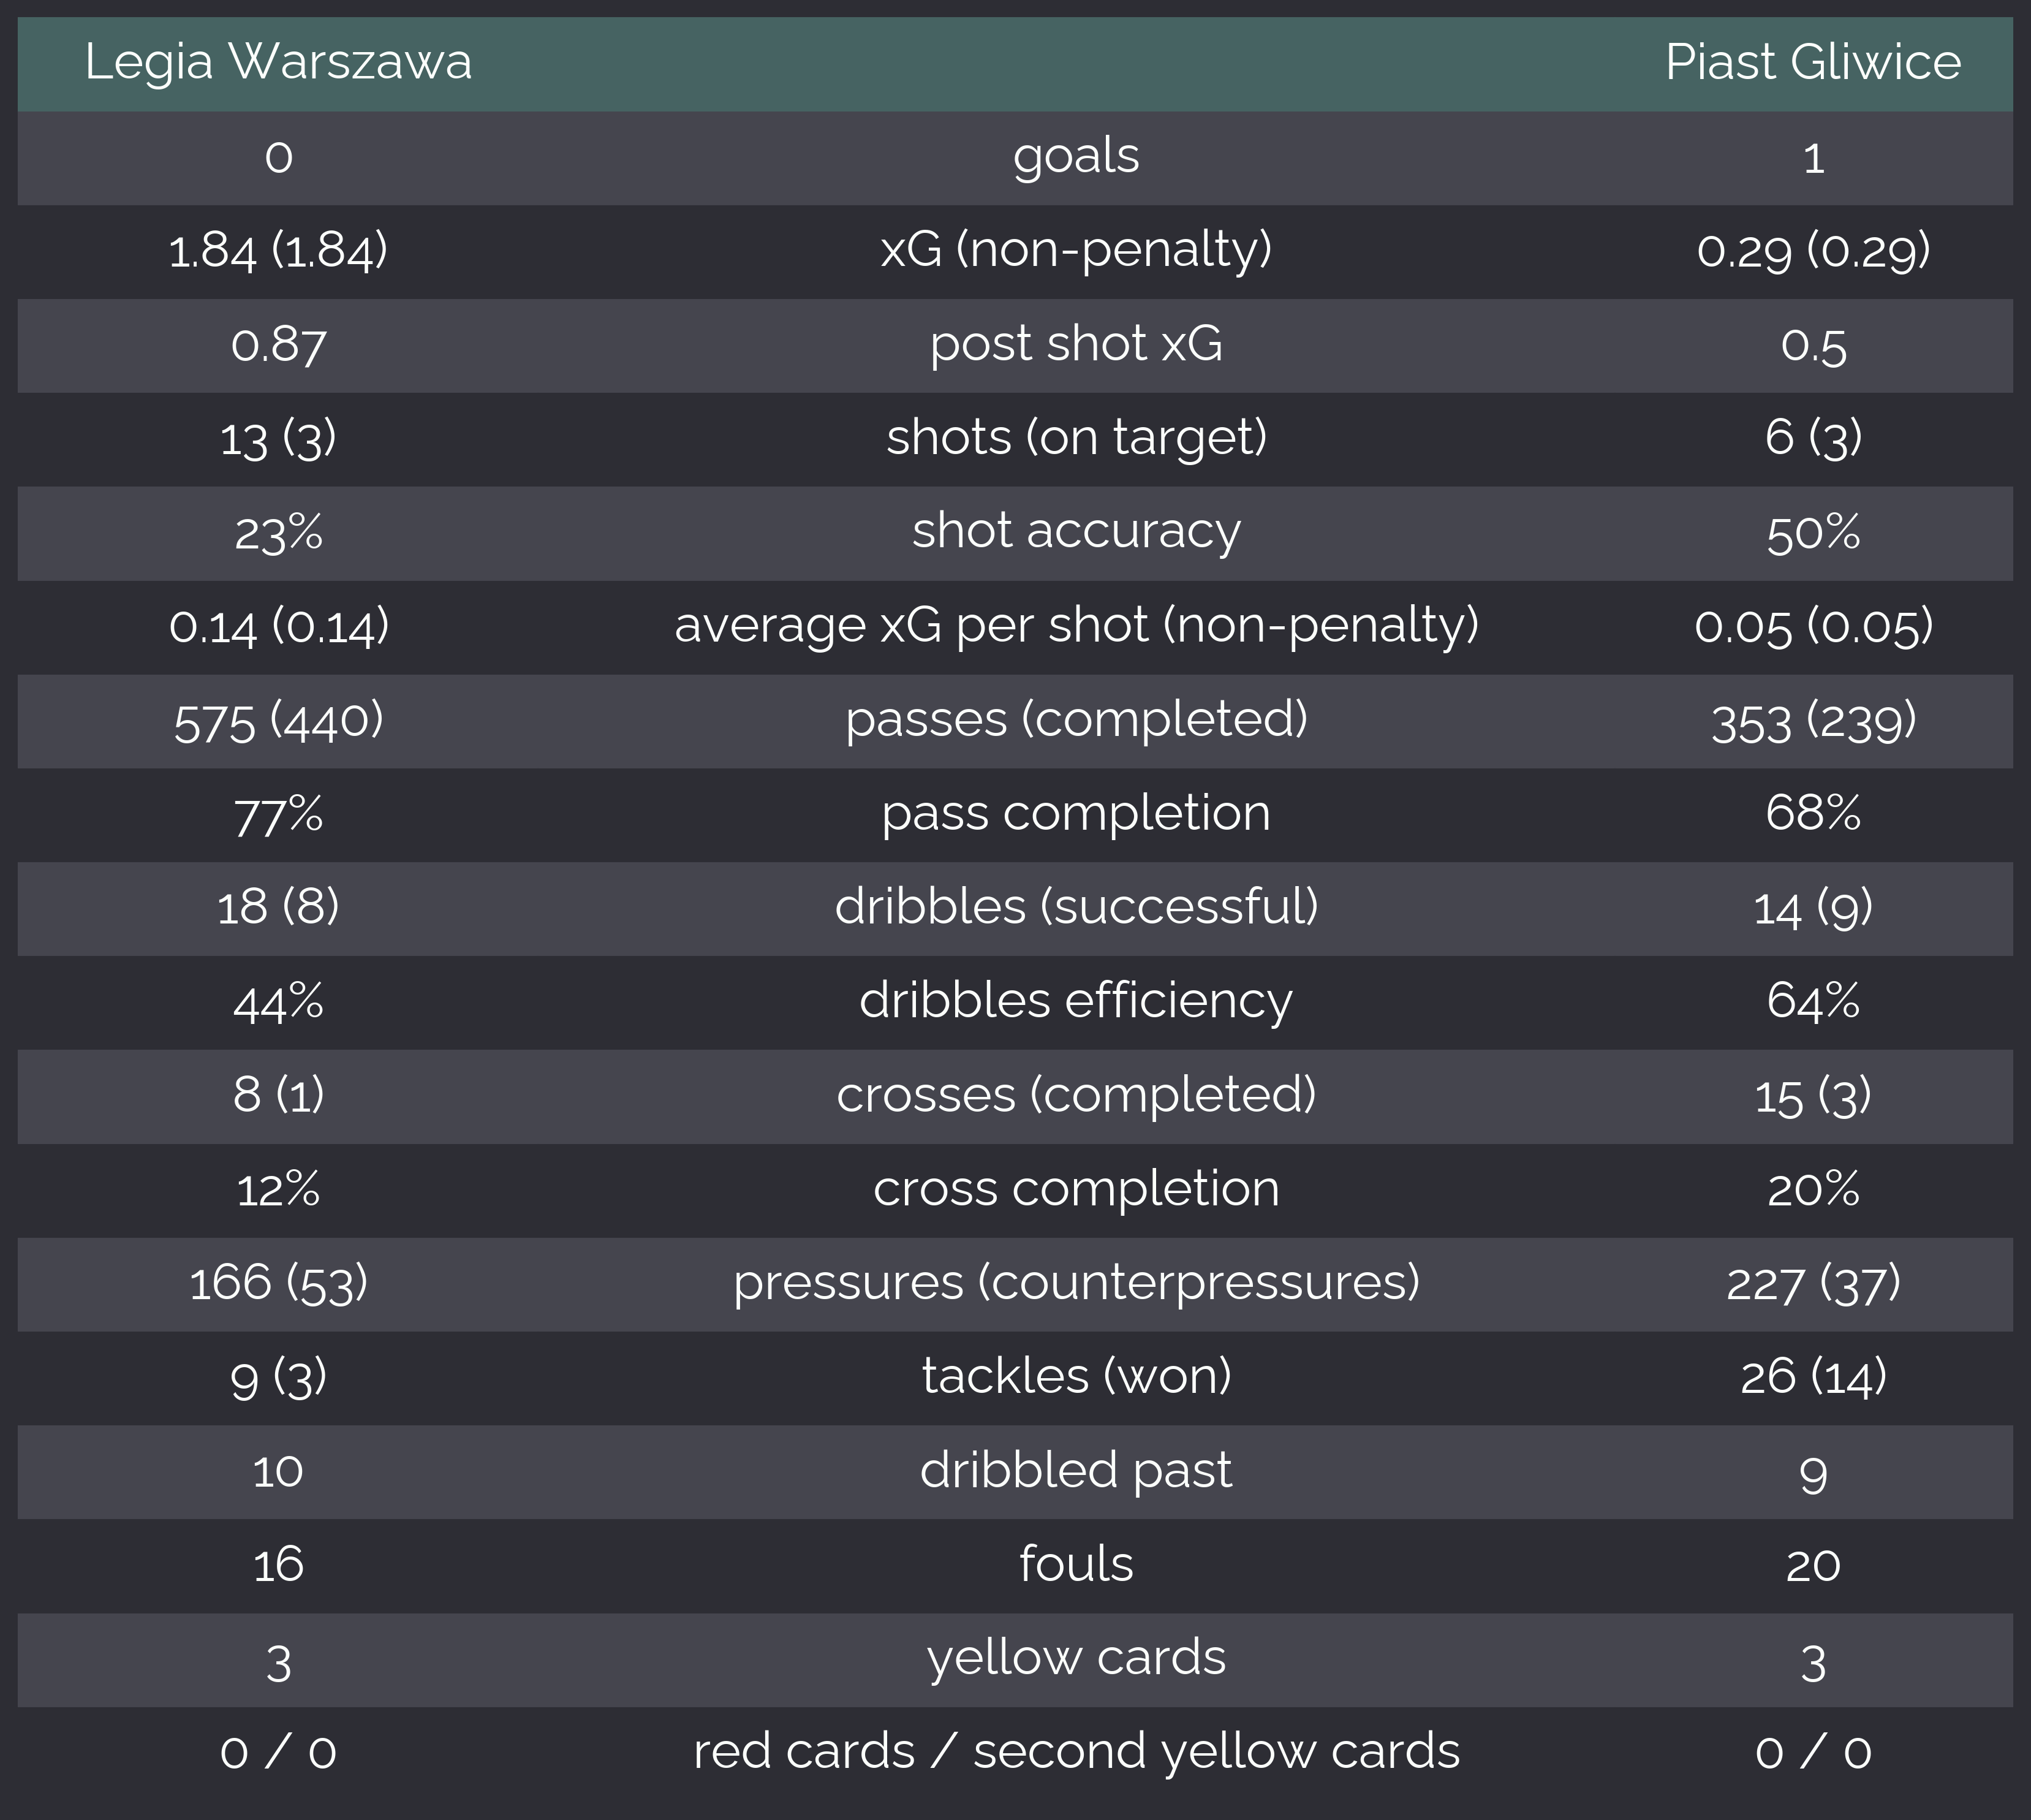 Legia Warszawa Piast Gliwice
0 goals 1
1.84 (1.84) xG (non-penalty) 0.29 (0.29)
0.87 post shot xG 0.5
13 (3) shots (on target) 6 (3)
23% shot accuracy 50%
0.14 (0.14) average xG per shot (non-penalty) 0.05 (0.05)
575 (440) passes (completed) 353 (239)
77% pass completion 68%
18 (8) dribbles (successful) 14 (9)
44% dribbles efficiency 64%
8 (1) crosses (completed) 15 (3)
12% cross completion 20%
166 (53) pressures (counterpressures) 227 (37)
9 (3) tackles (won) 26 (14)
10 dribbled past 9
16 fouls 20
3 yellow cards 3
0 / 0 red cards / second yellow cards 0 / 0